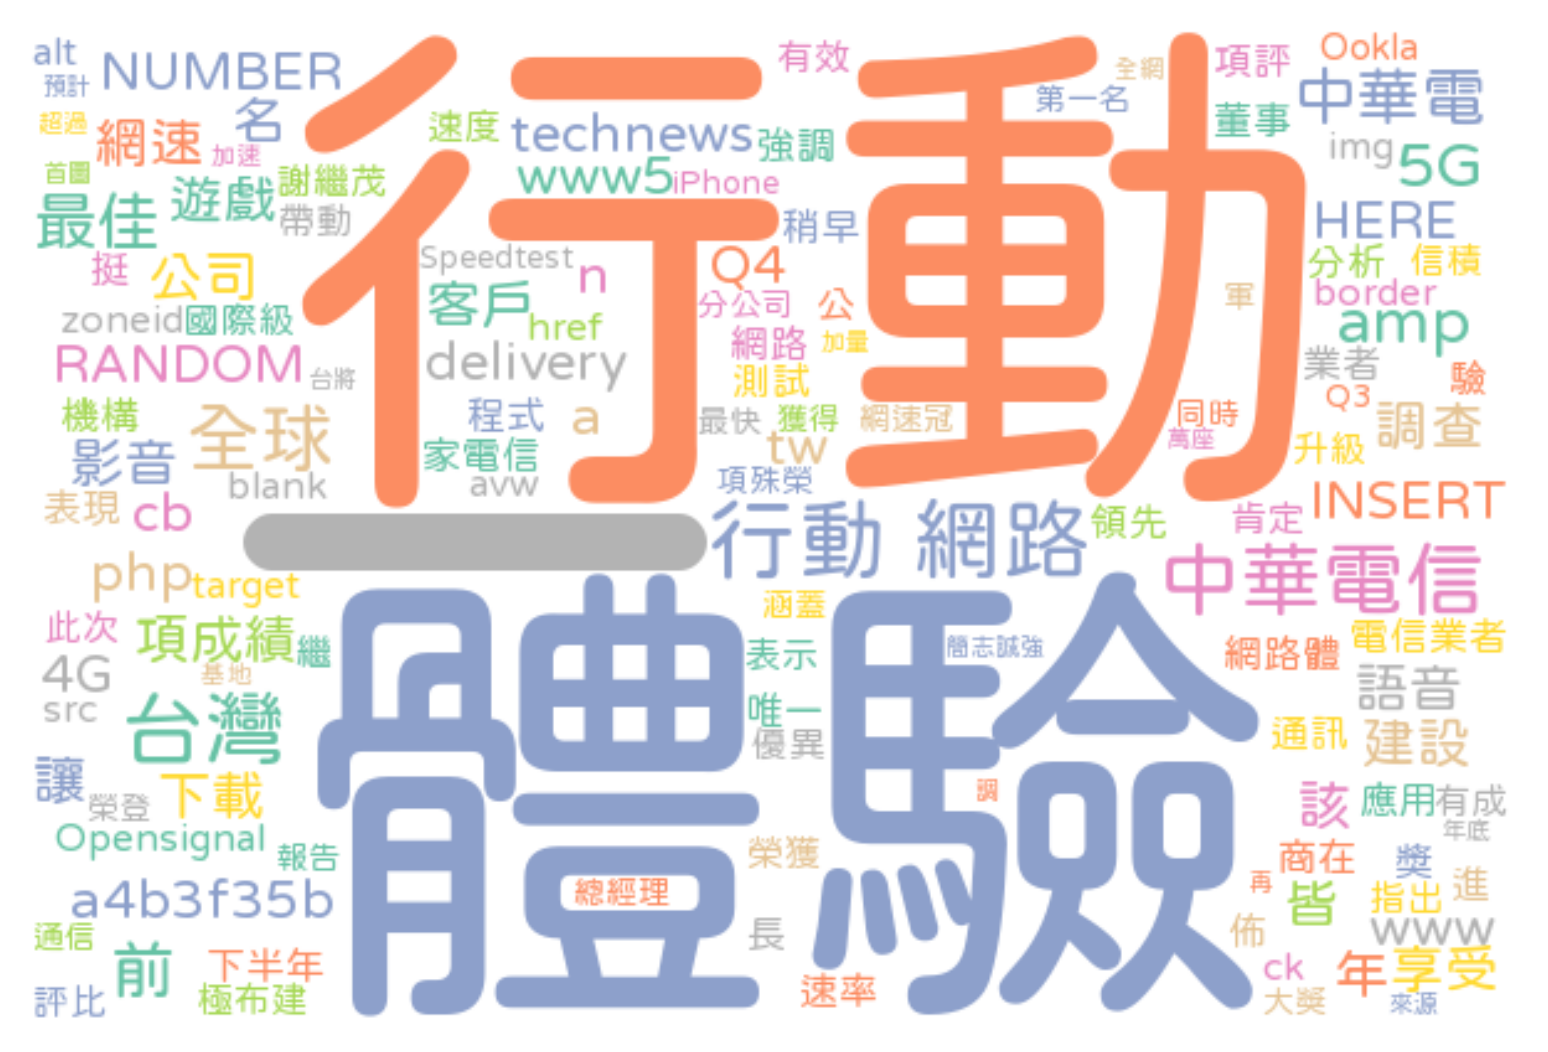 alt
NUMBER
預計
名
有效
全網
項評
Ookla
行動
第一名
中華電
超過
網速
加速
速度
technews
強調
董事
img
5G
首圖
最佳
遊戲
謝繼茂
帶動
www5
iPhone
稍早
HERE
挺
公司
Speedtest
n
Q4
分析
信積
zoneid
國際級
客戶
href
分公司
公
軍
border
amp
RANDOM
台將
delivery
網路
加量
測試
業者
驗
Q3
機構
全球
程式
a
最快
獲得
網速冠
同時
調查
影音
blank
家電信
avw
tw
項殊榮
萬座
升級
表現
cb
行動 網路
領先
肯定
INSERT
php
target
中華電信
此次
項成績
繼
涵蓋
體驗
表示
簡志誠強
網路體
電信業者
4G
基地
src
台灣
唯一
優異
語音
通訊
建設
讓
榮登
下載
調
該
應用
有成
年底
Opensignal
報告
榮獲
商在
獎
a4b3f35b
總經理
再
皆
指出
進
通信
前
下半年
長
佈
www
評比
極布建
速率
ck
年
享受
大獎
來源